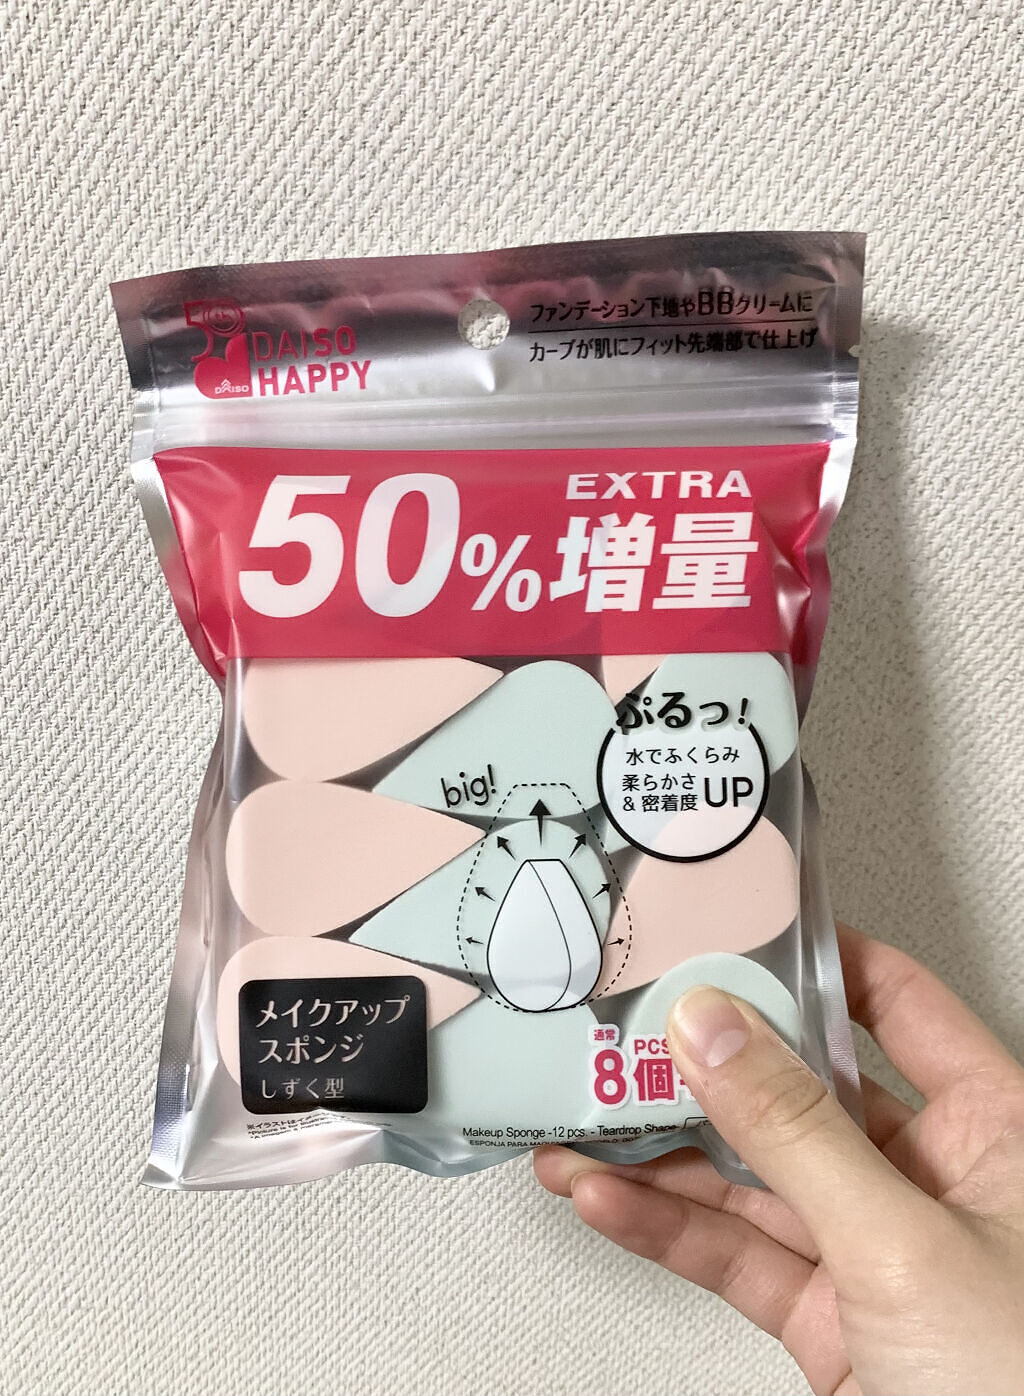 DAISO
HAPPY
DAISO
ファンデーション下地やBBクリームに
カーブが肌にフィット先端部で仕上げ
EXTRA
50%増量
ぷるっ!
水でふくらみ
柔らかさ
&密着度UP
big!
メイクアップ
スポンジ
しずく型
通常
PCS
8個
Makeup Sponge -12 pcs. - Teardrop Shape-
ESPONJA PARA